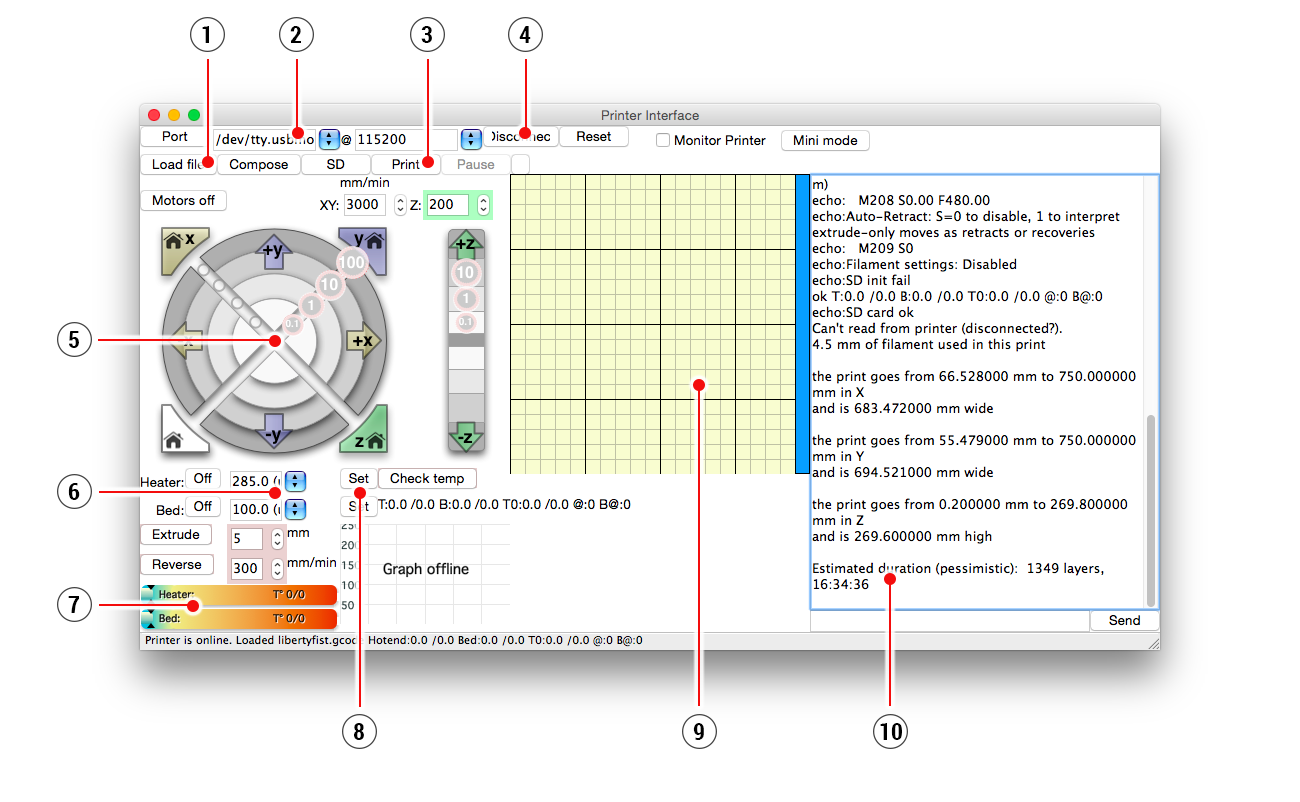 1 2 3 4
Printer Interface
Port /dev/tty.usb @ 115200 Reset Monitor Printer Mini mode
Load Compose SD Print Pause
mm/min
Motors off XY: 3000 Z: 200
x y
+y
100
10
1
0.1
-x +x
-y
z
+z
10
1
0.1
-z
5
Heater: Off 285.0 ( Set Check temp
6
Bed: Off 100.0 ( T:0.0 /0.0 B:0.0 /0.0 T0:0.0 /0.0 @:0 B@:0
Extrude 5 mm
Reverse 300 mm/min
200
150
100
50
Graph offline
7
Heater: T° 0/0
Bed: T° 0/0
m)
echo:   M208 S0.00 F480.00
echo:Auto-Retract: S=0 to disable, 1 to interpret
extrude-only moves as retracts or recoveries
echo:   M209 S0
echo:Filament settings: Disabled
echo:SD init fail
ok T:0.0 /0.0 B:0.0 /0.0 T0:0.0 /0.0 @:0 B@:0
echo:SD card ok
Can't read from printer (disconnected?).
4.5 mm of filament used in this print
the print goes from 66.528000 mm to 750.000000
mm in X
and is 683.472000 mm wide
the print goes from 55.479000 mm to 750.000000
mm in Y
and is 694.521000 mm wide
the print goes from 0.200000 mm to 269.800000
mm in Z
and is 269.600000 mm high
Estimated duration (pessimistic):  1349 layers,
16:34:36
Send
Printer is online. Loaded libertyfist.gcode Hotend:0.0 /0.0 Bed:0.0 /0.0 T0:0.0 /0.0 @:0 B@:0
8 9 10